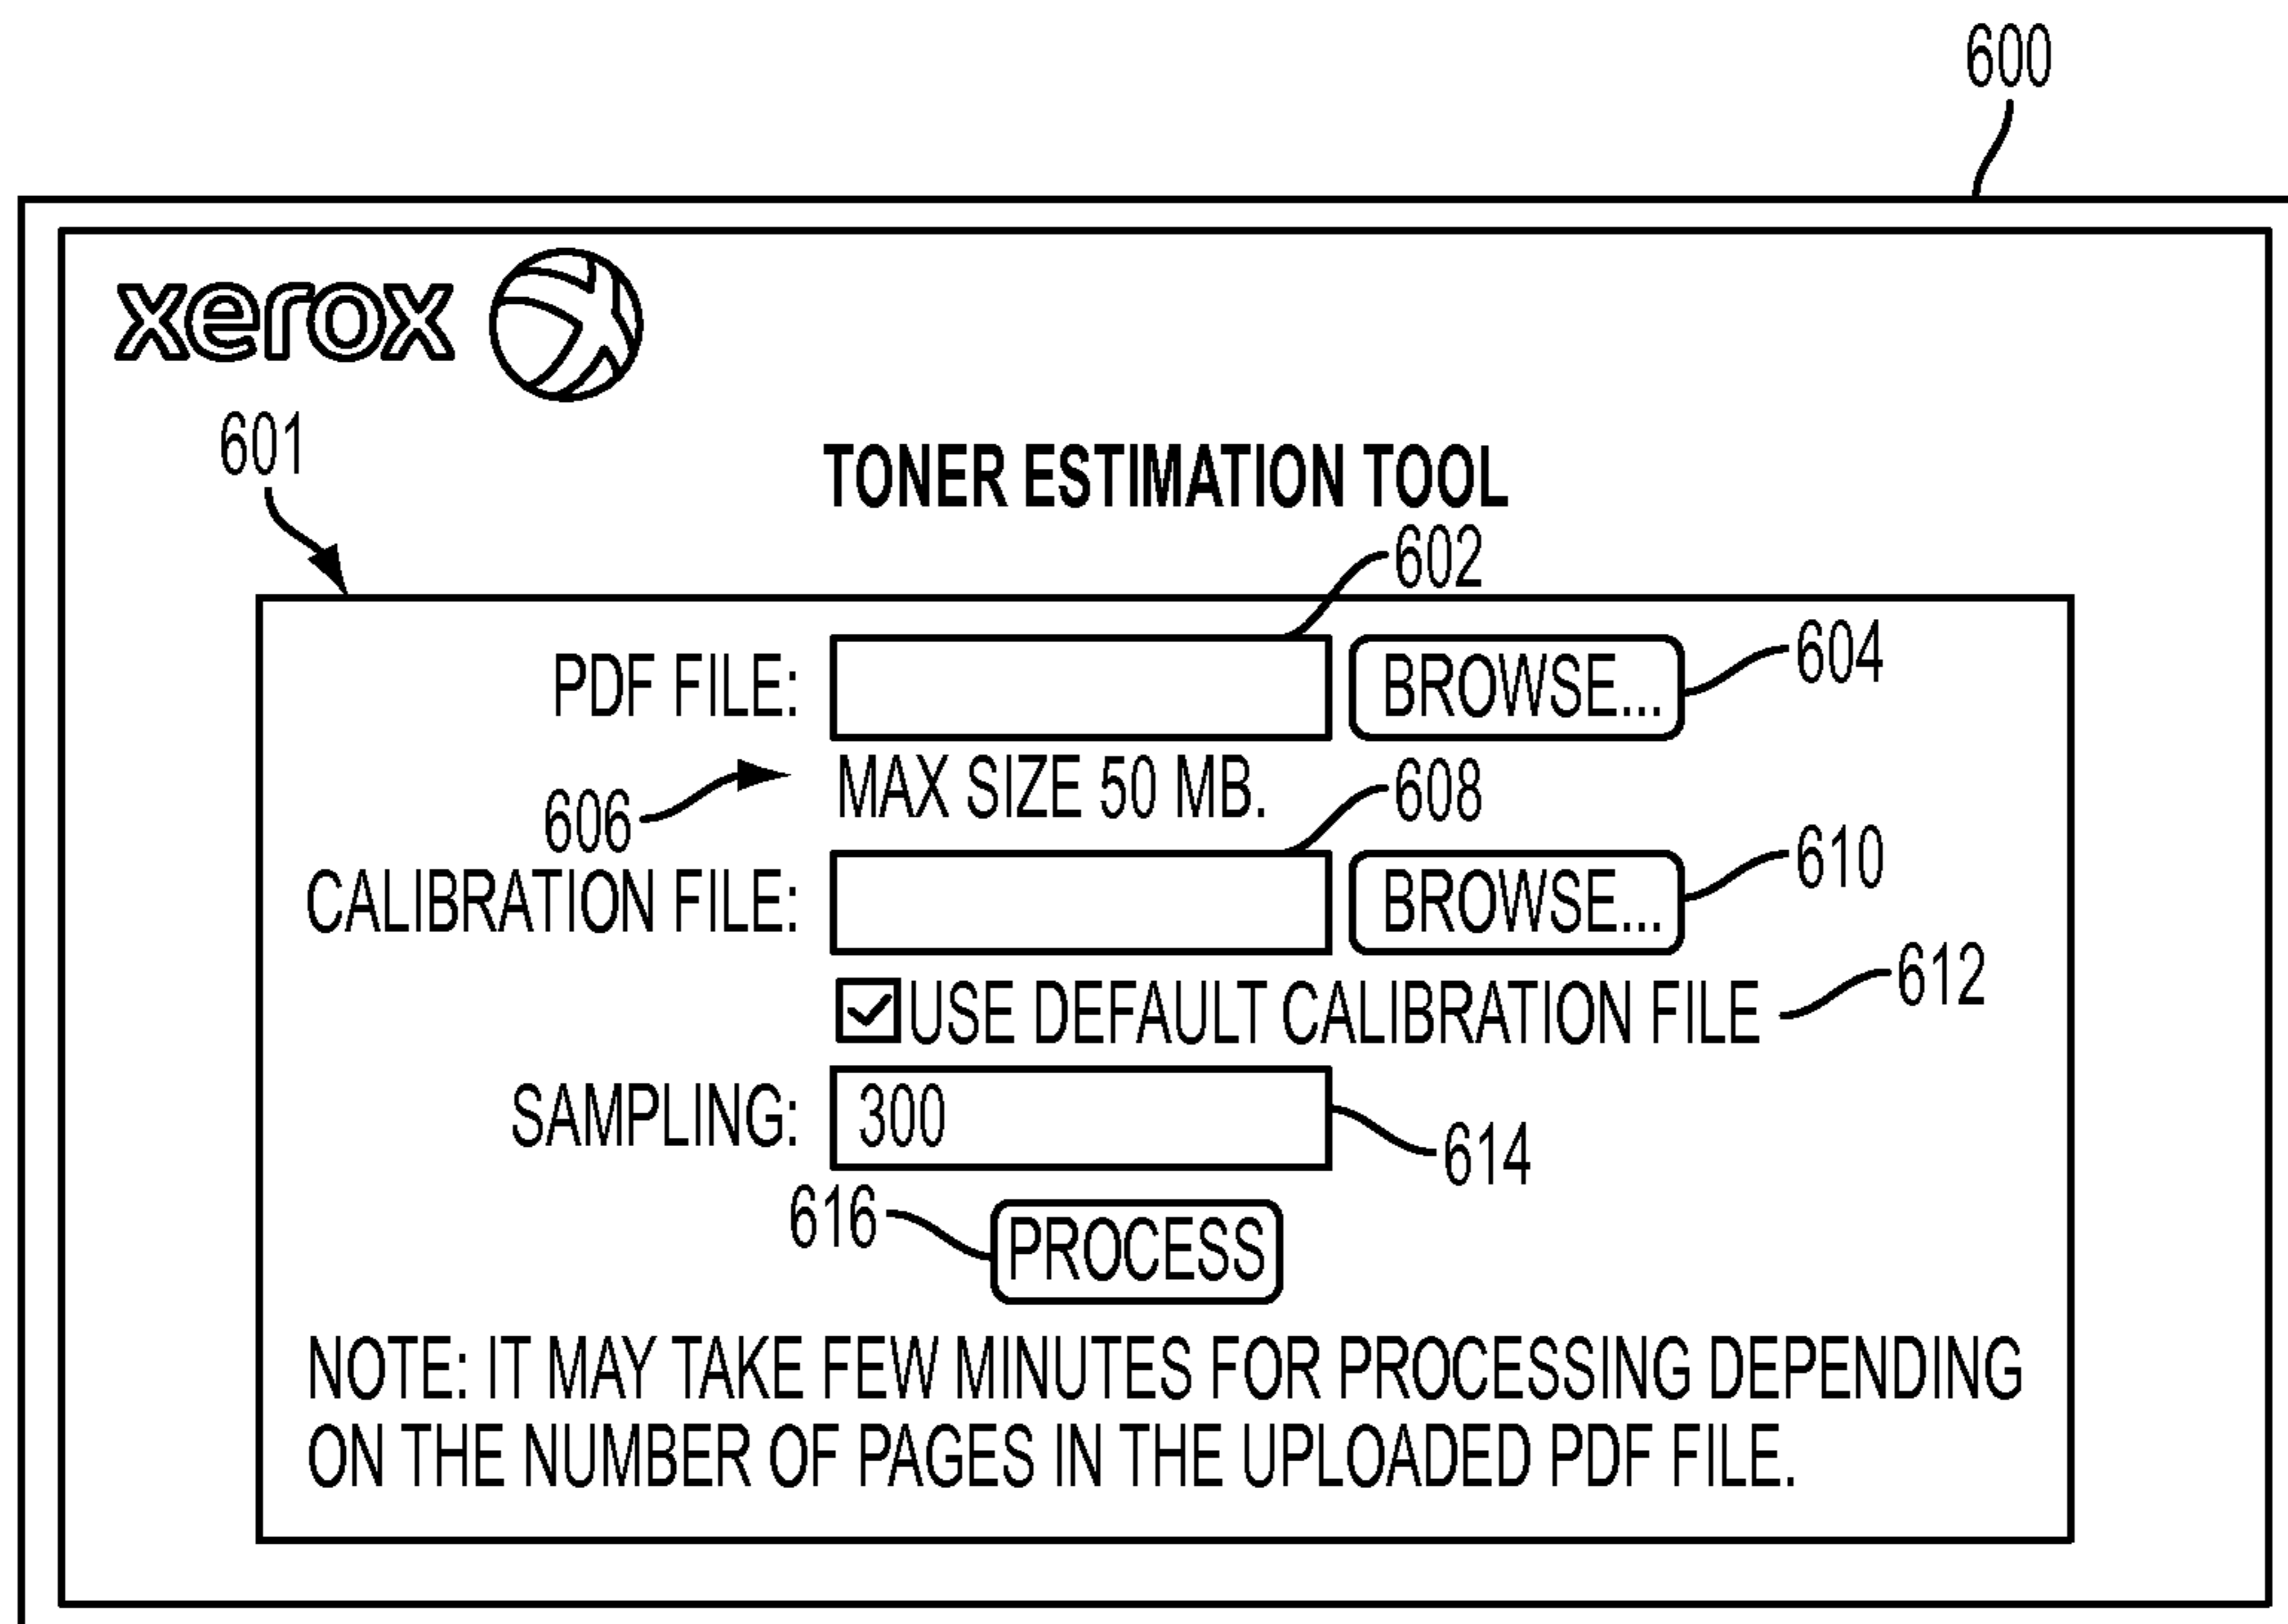 600
xerox
601
TONER ESTIMATION TOOL
602
PDF FILE: BROWSE... 604
606 MAX SIZE 50 MB. 608
CALIBRATION FILE: BROWSE... 610
USE DEFAULT CALIBRATION FILE 612
SAMPLING: 300 614
616 PROCESS
NOTE: IT MAY TAKE FEW MINUTES FOR PROCESSING DEPENDING
ON THE NUMBER OF PAGES IN THE UPLOADED PDF FILE.